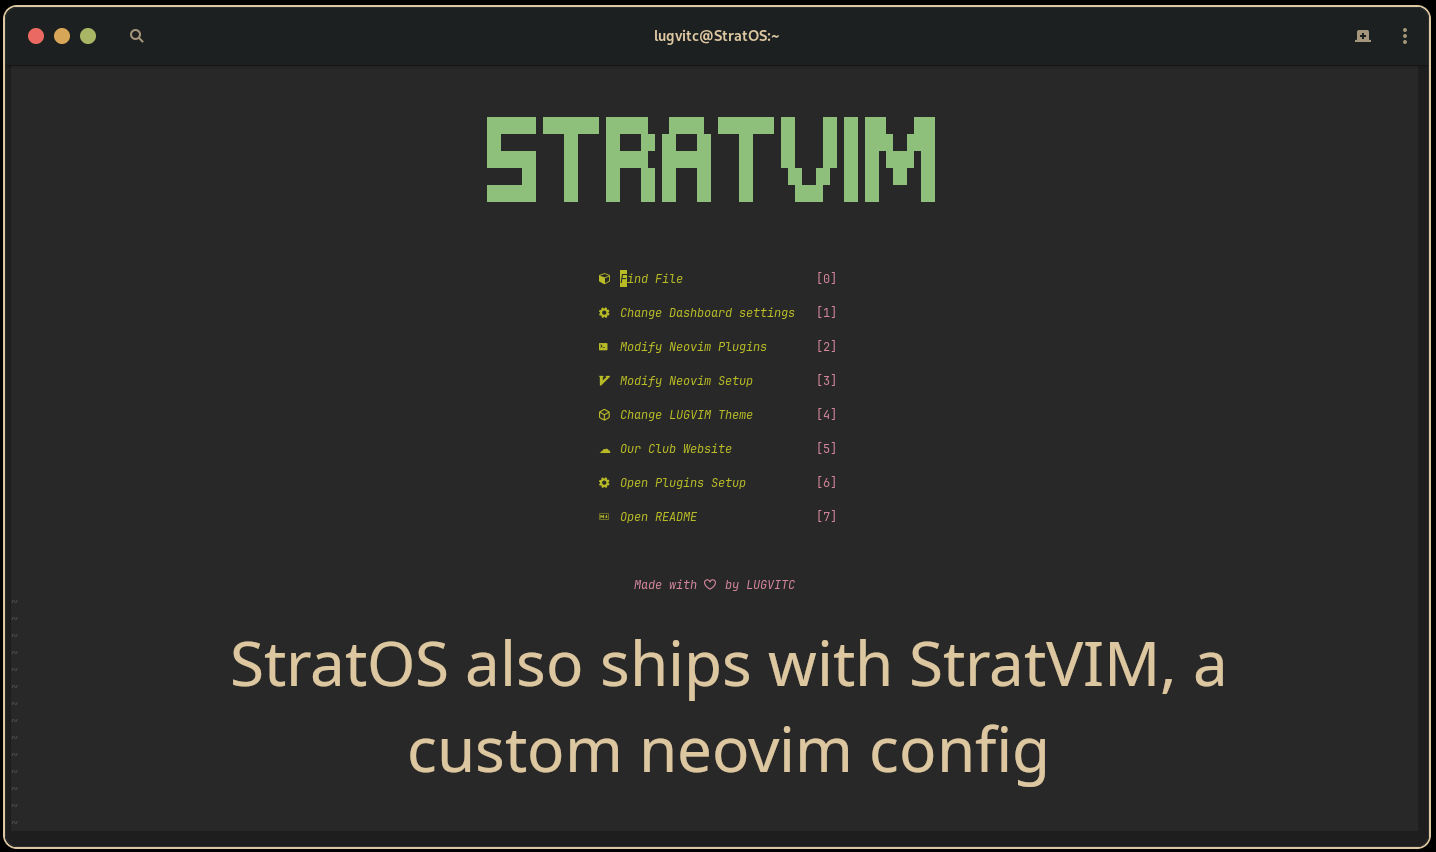 lugvitc@StratOS:~
STRATVIM
Find File [0]
Change Dashboard settings [1]
Modify Neovim Plugins [2]
Modify Neovim Setup [3]
Change LUGVIM Theme [4]
Our Club Website [5]
Open Plugins Setup [6]
Open README [7]
Made with ♡ by LUGVITC
StratOS also ships with StratVIM, a
custom neovim config